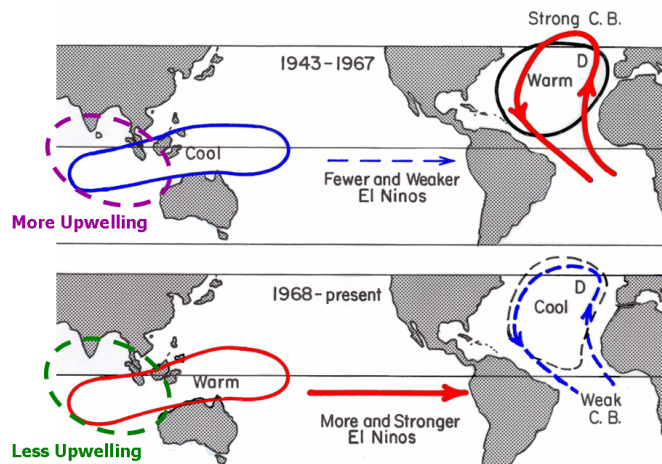 Strong C. B.
1943-1967
D
Warm
Cool
Fewer and Weaker
El Ninos
More Upwelling
1968-present
D
Cool
Warm
Weak
C. B.
More and Stronger
El Ninos
Less Upwelling